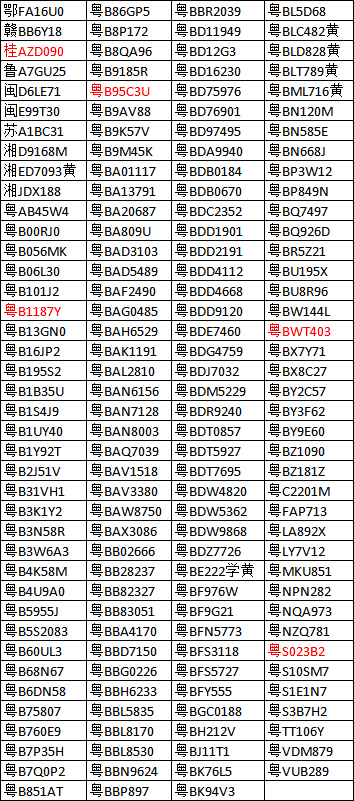 鄂FA16U0 粤B86GP5 粤BBR2039 粤BL5D68
赣BB6Y18 粤B8P172 粤BD11949 粤BLC482黄
桂AZD090 粤B8QA96 粤BD12G3 粤BLD828黄
鲁A7GU25 粤B9185R 粤BD16230 粤BLT789黄
闽D6LE71 粤B95C3U 粤BD75976 粤BML716黄
闽E99T30 粤B9AV88 粤BD76901 粤BN120M
苏A1BC31 粤B9K57V 粤BD97495 粤BN585E
湘D9168M 粤B9M45K 粤BDA9940 粤BN668J
湘ED7093黄 粤BA01117 粤BDB0184 粤BP3W12
湘JDX188 粤BA13791 粤BDB0670 粤BP849N
粤AB45W4 粤BA20687 粤BDC2352 粤BQ7497
粤B00RJ0 粤BA809U 粤BDD1901 粤BQ926D
粤B056MK 粤BAD3103 粤BDD2191 粤BR5Z21
粤B06L30 粤BAD5489 粤BDD4112 粤BU195X
粤B101J2 粤BAF2490 粤BDD4668 粤BU8R96
粤B1187Y 粤BAG0485 粤BDD9120 粤BW144L
粤B13GN0 粤BAH6529 粤BDE7460 粤BWT403
粤B16JP2 粤BAK1191 粤BDG4759 粤BX7Y71
粤B195S2 粤BAL2810 粤BDJ7032 粤BX8C27
粤B1B35U 粤BAN6156 粤BDM5229 粤BY2C57
粤B1S4J9 粤BAN7128 粤BDR9240 粤BY3F62
粤B1UY40 粤BAN8003 粤BDT0857 粤BY9E60
粤B1Y92T 粤BAQ7039 粤BDT5927 粤BZ1090
粤B2J51V 粤BAV1518 粤BDT7695 粤BZ181Z
粤B31VH1 粤BAV3380 粤BDW4820 粤C2201M
粤B3K1Y2 粤BAW8750 粤BDW5362 粤FAP713
粤B3N58R 粤BAX3086 粤BDW9868 粤LA892X
粤B3W6A3 粤BB02666 粤BDZ7726 粤LY7V12
粤B4K58M 粤BB28237 粤BE222学黄 粤MKU851
粤B4U9A0 粤BB82327 粤BF976W 粤NPN282
粤B5955J 粤BB83051 粤BF9G21 粤NQA973
粤B5S2083 粤BBA4170 粤BFN5773 粤NZQ781
粤B60UL3 粤BBD7150 粤BFS3118 粤S023B2
粤B68N67 粤BBG0226 粤BFS5727 粤S10SM7
粤B6DN58 粤BBH6233 粤BFY555 粤S1E1N7
粤B75807 粤BBL5835 粤BGC0188 粤S3B7H2
粤B760E9 粤BBL8170 粤BH212V 粤TT106Y
粤B7P35H 粤BBL8530 粤BJ11T1 粤VDM879
粤B7Q0P2 粤BBN9624 粤BK76L5 粤VUB289
粤B851AT 粤BBP897 粤BK94V3